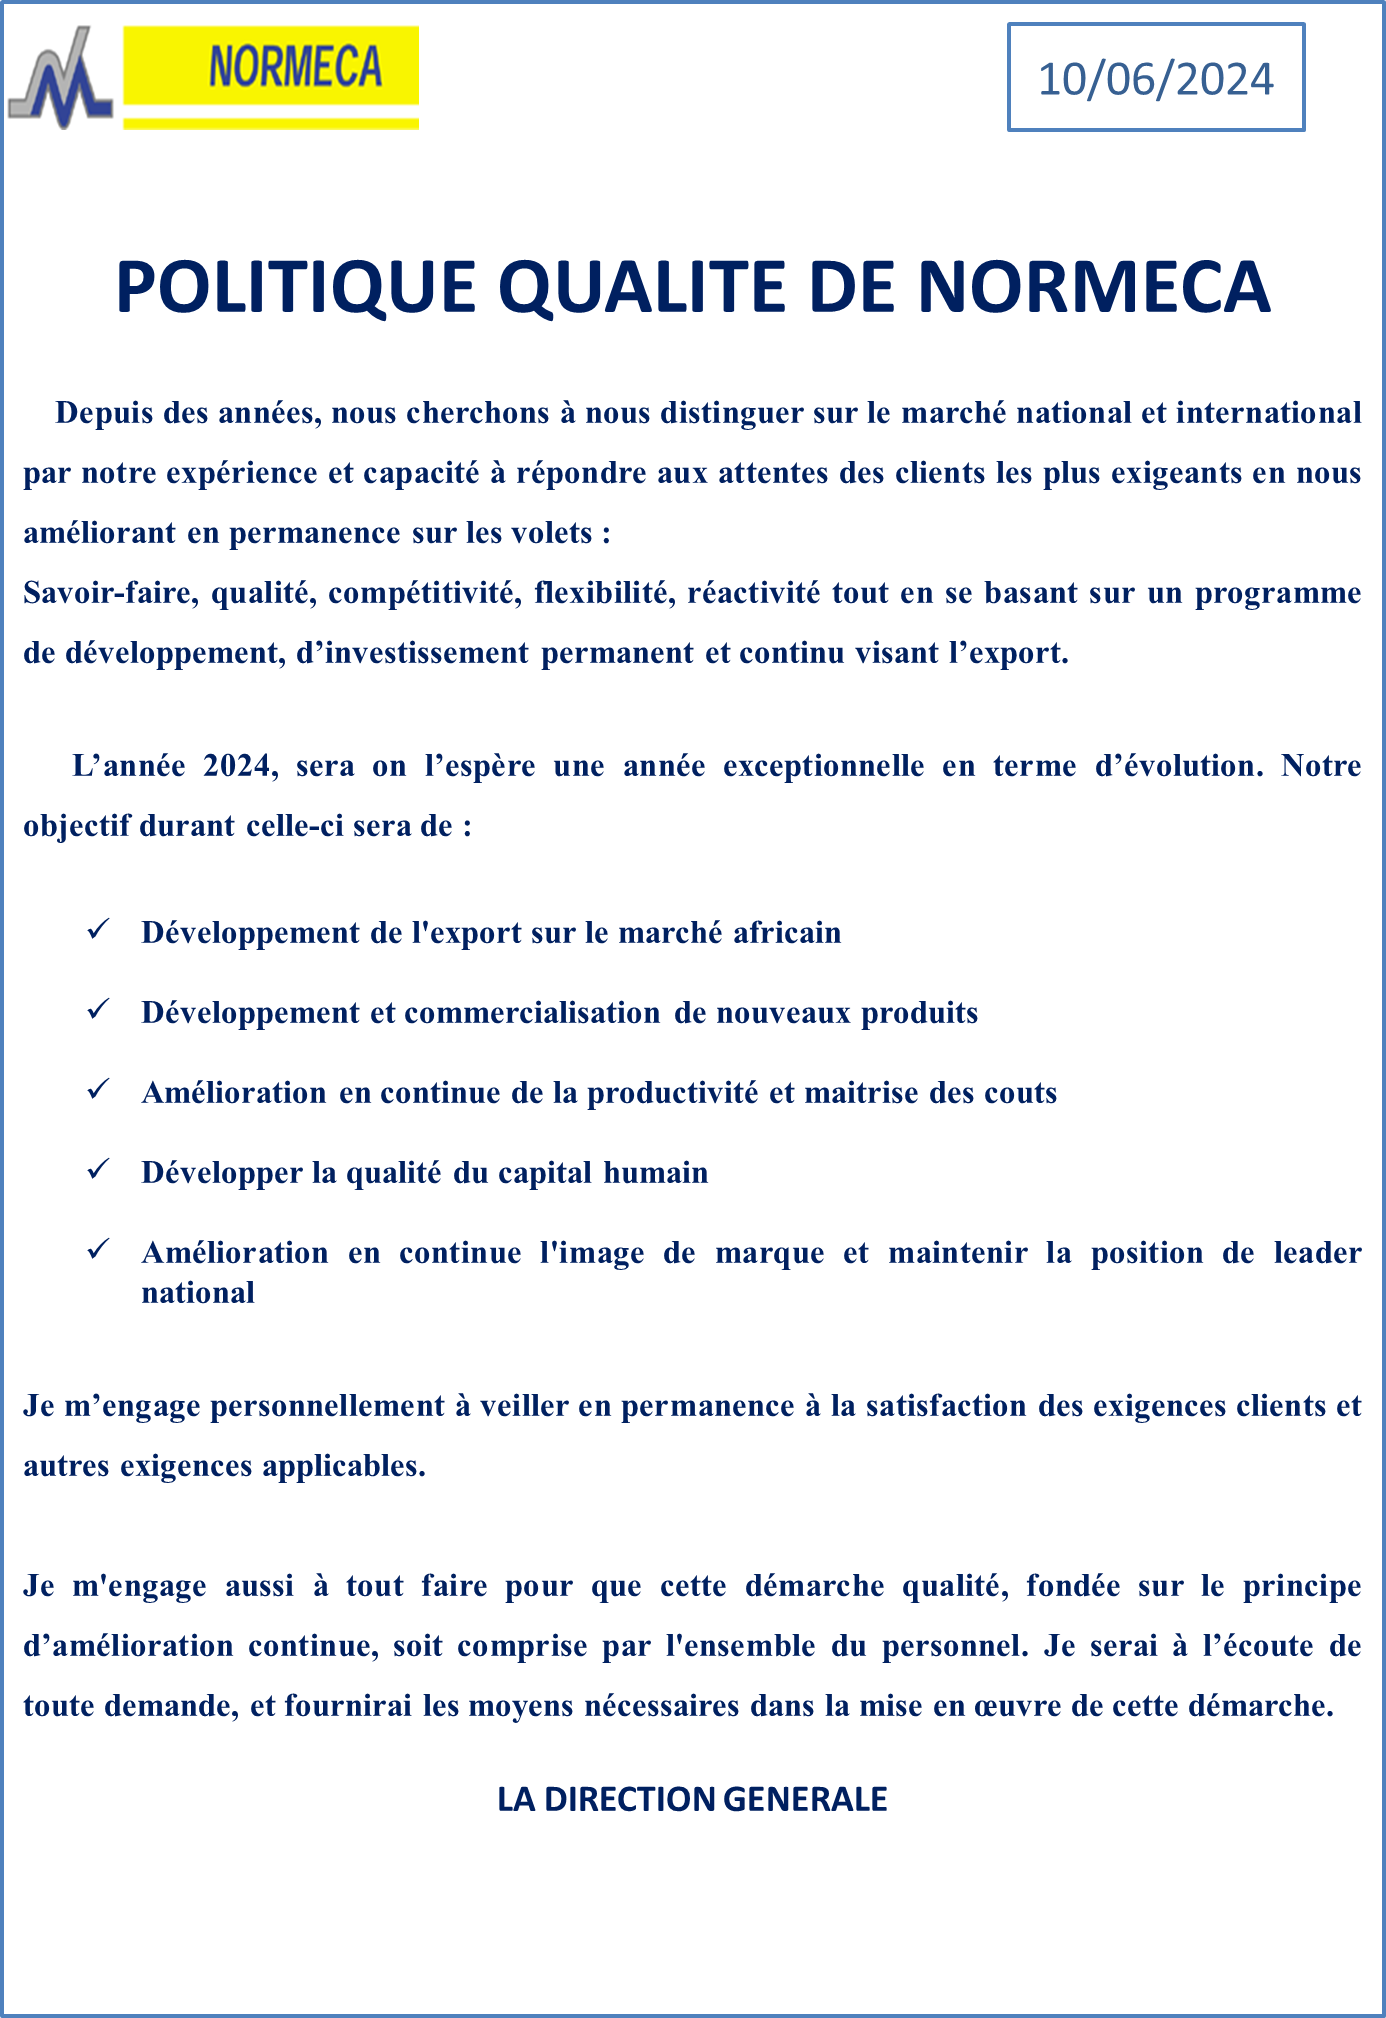 NORMECA
10/06/2024
POLITIQUE QUALITE DE NORMECA
Depuis des années, nous cherchons à nous distinguer sur le marché national et international
par notre expérience et capacité à répondre aux attentes des clients les plus exigeants en nous
améliorant en permanence sur les volets :
Savoir-faire, qualité, compétitivité, flexibilité, réactivité tout en se basant sur un programme
de développement, d’investissement permanent et continu visant l’export.
L’année 2024, sera on l’espère une année exceptionnelle en terme d’évolution. Notre
objectif durant celle-ci sera de :
✓ Développement de l'export sur le marché africain
✓ Développement et commercialisation de nouveaux produits
✓ Amélioration en continue de la productivité et maitrise des couts
✓ Développer la qualité du capital humain
✓ Amélioration en continue l'image de marque et maintenir la position de leader
national
Je m’engage personnellement à veiller en permanence à la satisfaction des exigences clients et
autres exigences applicables.
Je m'engage aussi à tout faire pour que cette démarche qualité, fondée sur le principe
d’amélioration continue, soit comprise par l'ensemble du personnel. Je serai à l’écoute de
toute demande, et fournirai les moyens nécessaires dans la mise en œuvre de cette démarche.
LA DIRECTION GENERALE